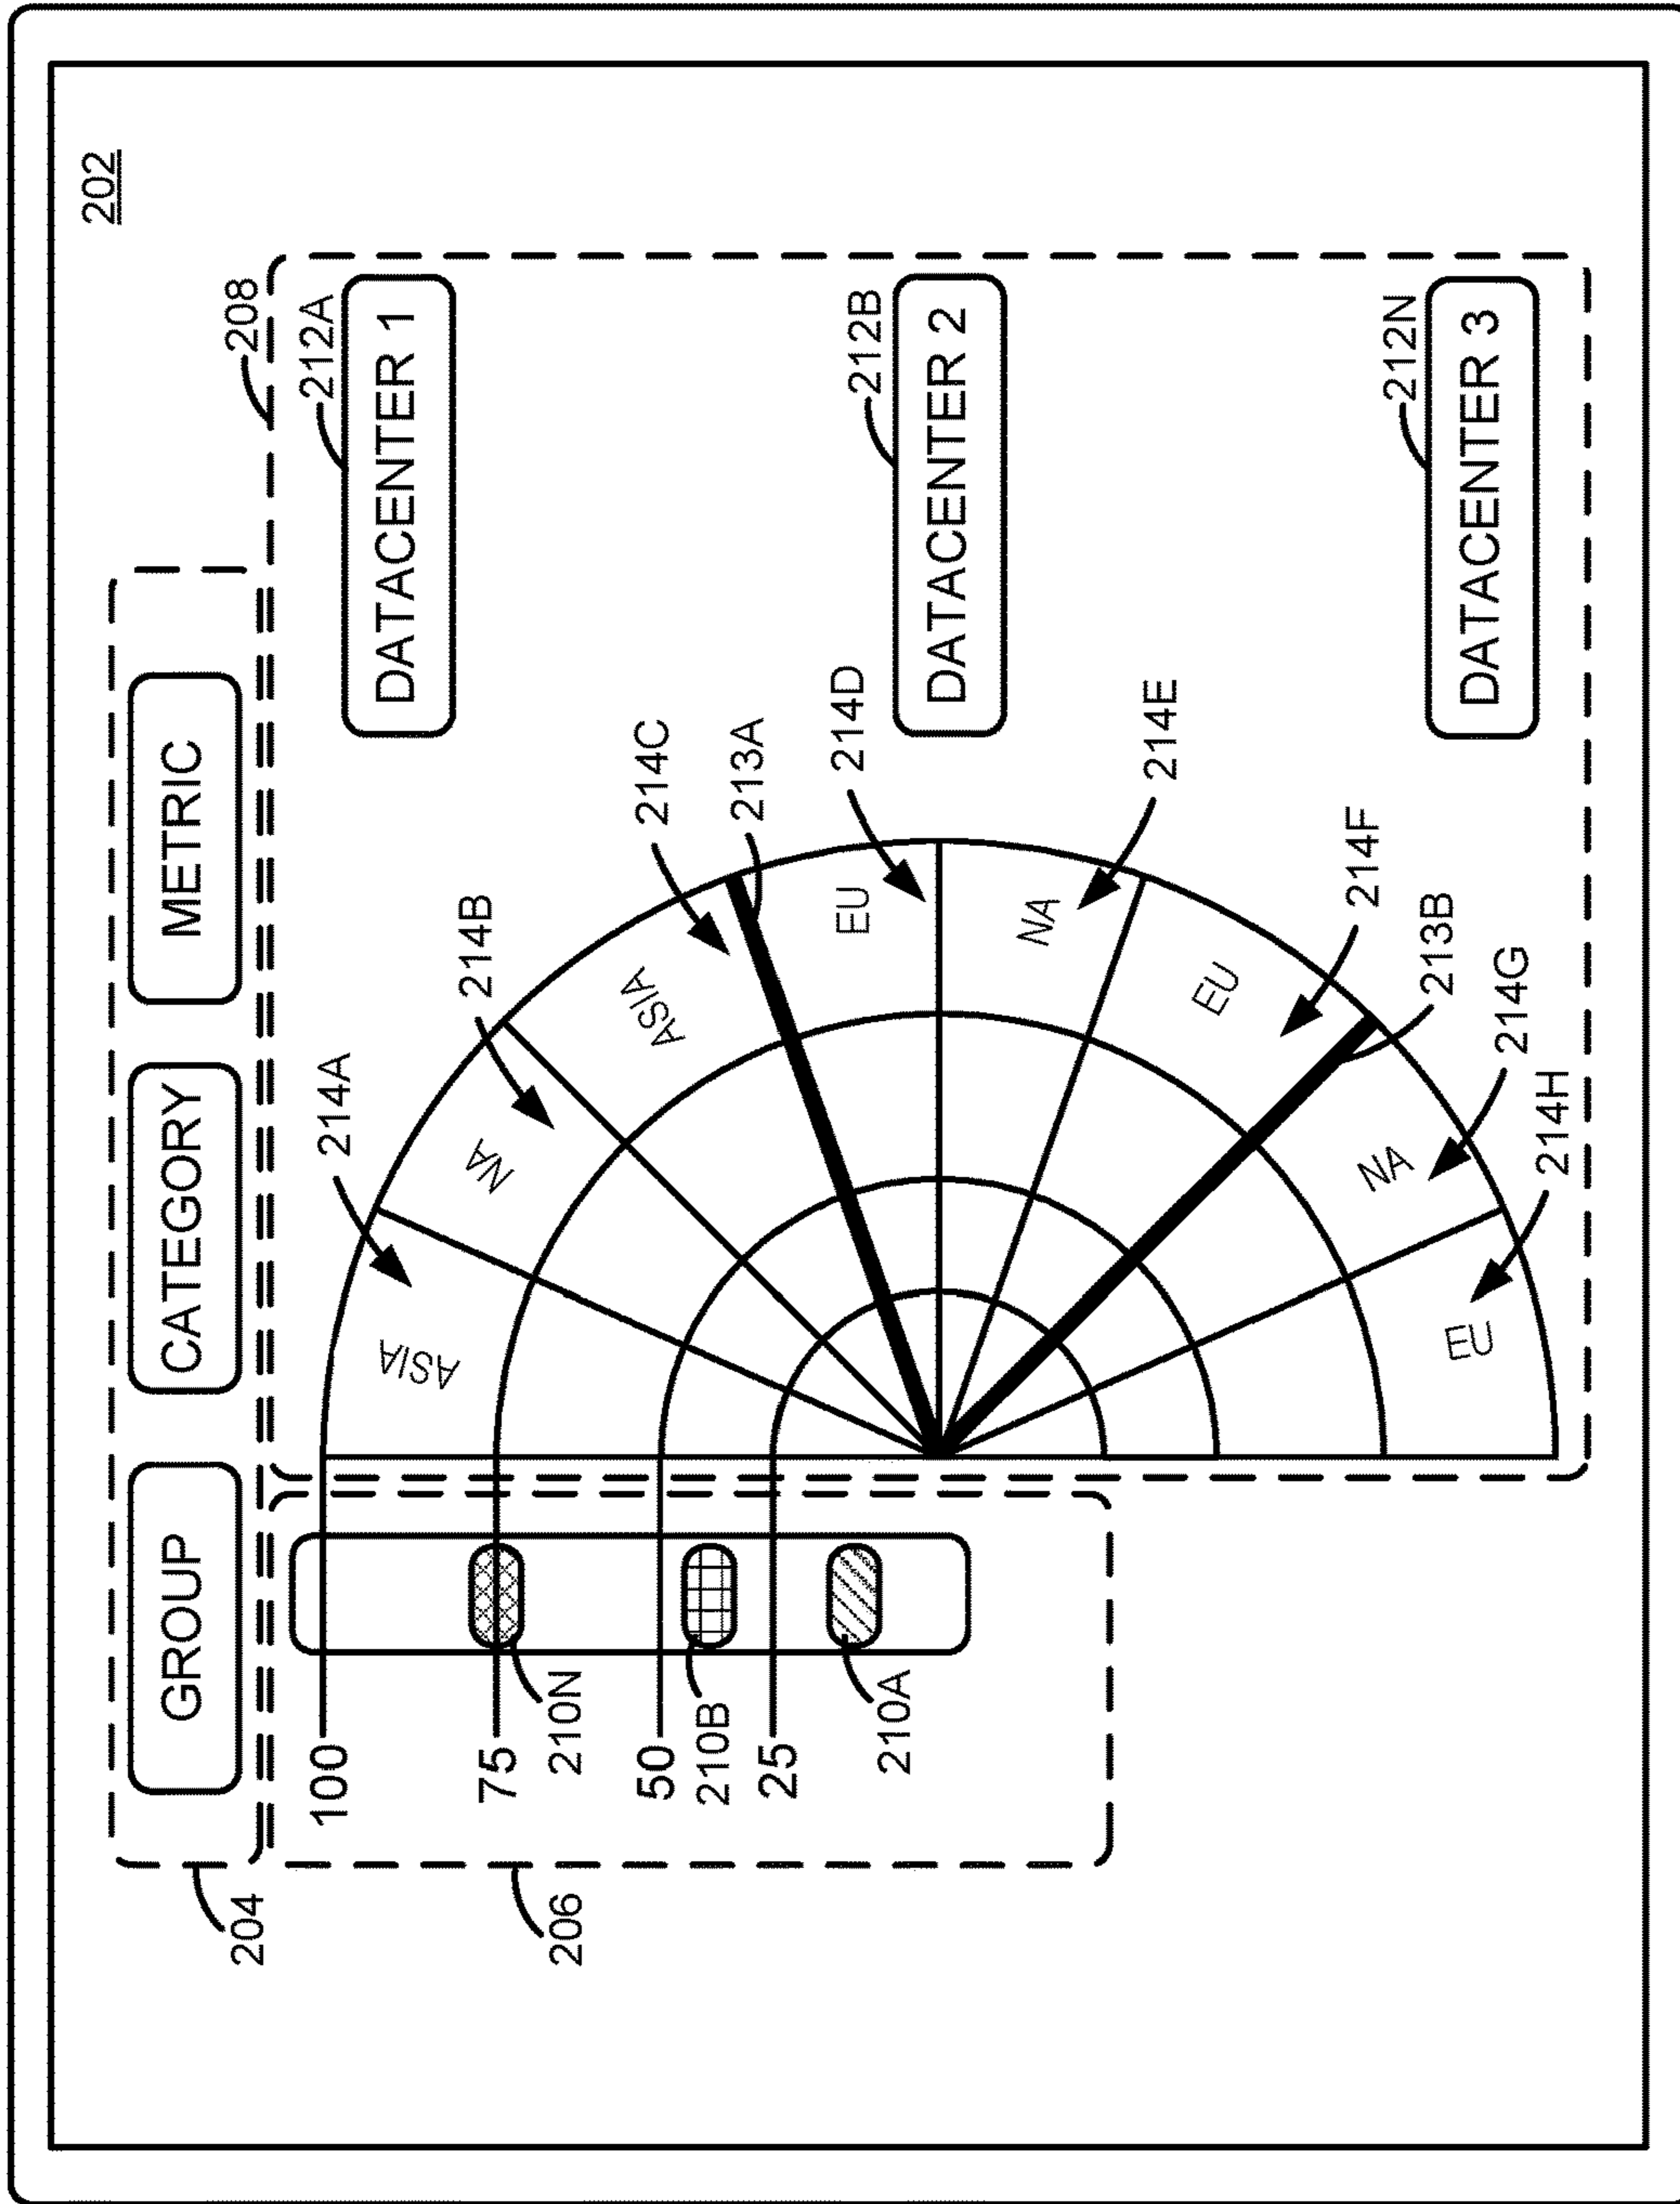 202
204
GROUP
CATEGORY
METRIC
208
206
100
75
210N
50
210B
25
210A
212A
DATACENTER 1
212B
DATACENTER 2
212N
DATACENTER 3
214A
ASIA
214B
NA
214C
ASIA
213A
214D
EU
214E
NA
214F
EU
213B
214G
NA
214H
EU